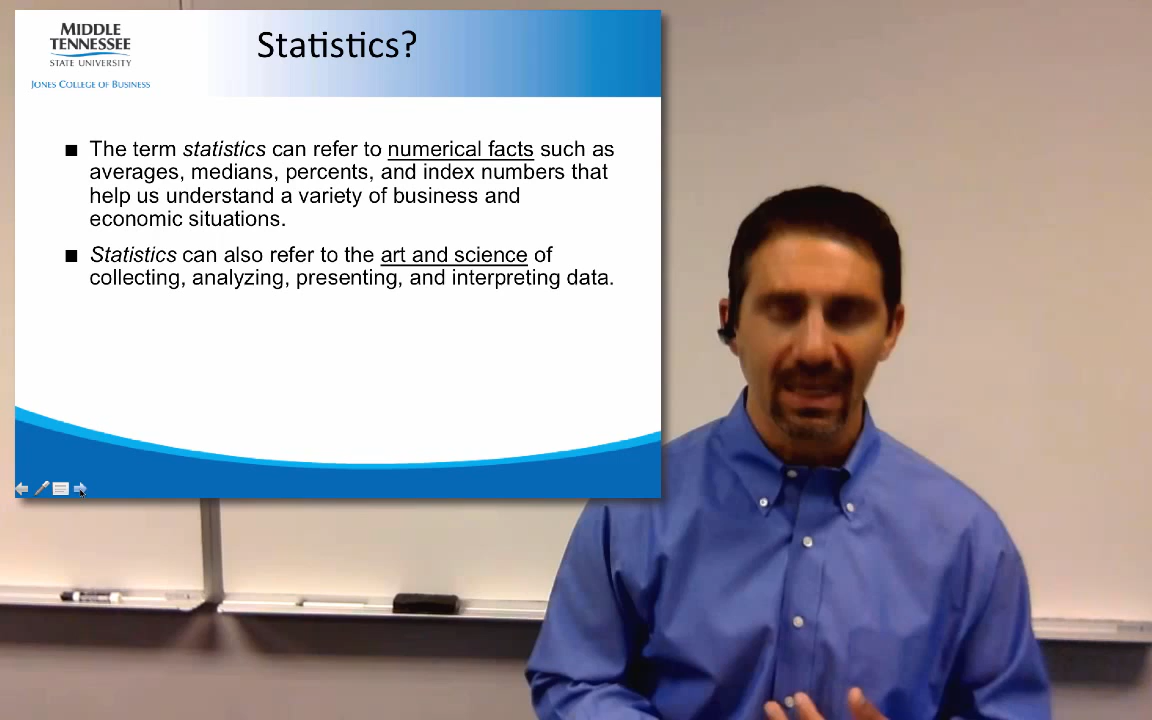 MIDDLE
TENNESSEE
STATE UNIVERSITY
JONES COLLEGE OF BUSINESS
Statistics?
■ The term statistics can refer to numerical facts such as
averages, medians, percents, and index numbers that
help us understand a variety of business and
economic situations.
■ Statistics can also refer to the art and science of
collecting, analyzing, presenting, and interpreting data.